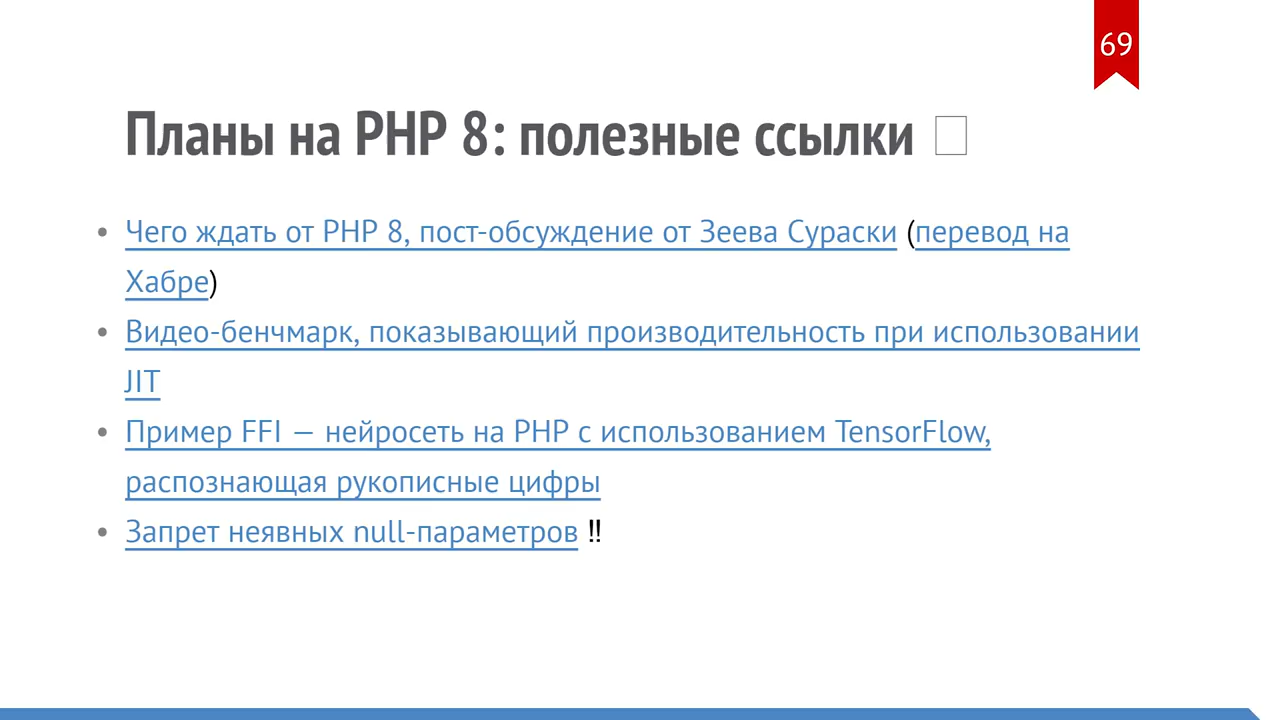 69
Планы на PHP 8: полезные ссылки
• Чего ждать от PHP 8, пост-обсуждение от Зеева Сураски (перевод на
Хабре)
• Видео-бенчмарк, показывающий производительность при использовании
JIT
• Пример FFI — нейросеть на PHP с использованием TensorFlow,
распознающая рукописные цифры
• Запрет неявных null-параметров ‼